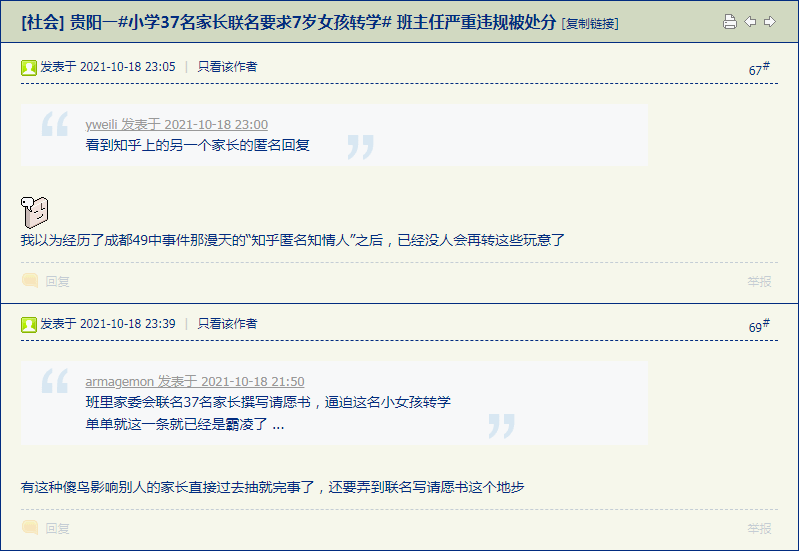 [社会] 贵阳一#小学37名家长联名要求7岁女孩转学# 班主任严重违规被处分 [复制链接]
发表于 2021-10-18 23:05 | 只看该作者 67#
yweili 发表于 2021-10-18 23:00
看到知乎上的另一个家长的匿名回复
我以为经历了成都49中事件那漫天的“知乎匿名知情人”之后，已经没人会再转这些玩意了
回复 举报
发表于 2021-10-18 23:39 | 只看该作者 69#
armagemon 发表于 2021-10-18 21:50
班里家委会联名37名家长撰写请愿书，逼迫这名小女孩转学
单单就这一条就已经是霸凌了 ...
有这种傻鸟影响别人的家长直接过去抽就完事了，还要弄到联名写请愿书这个地步
回复 举报